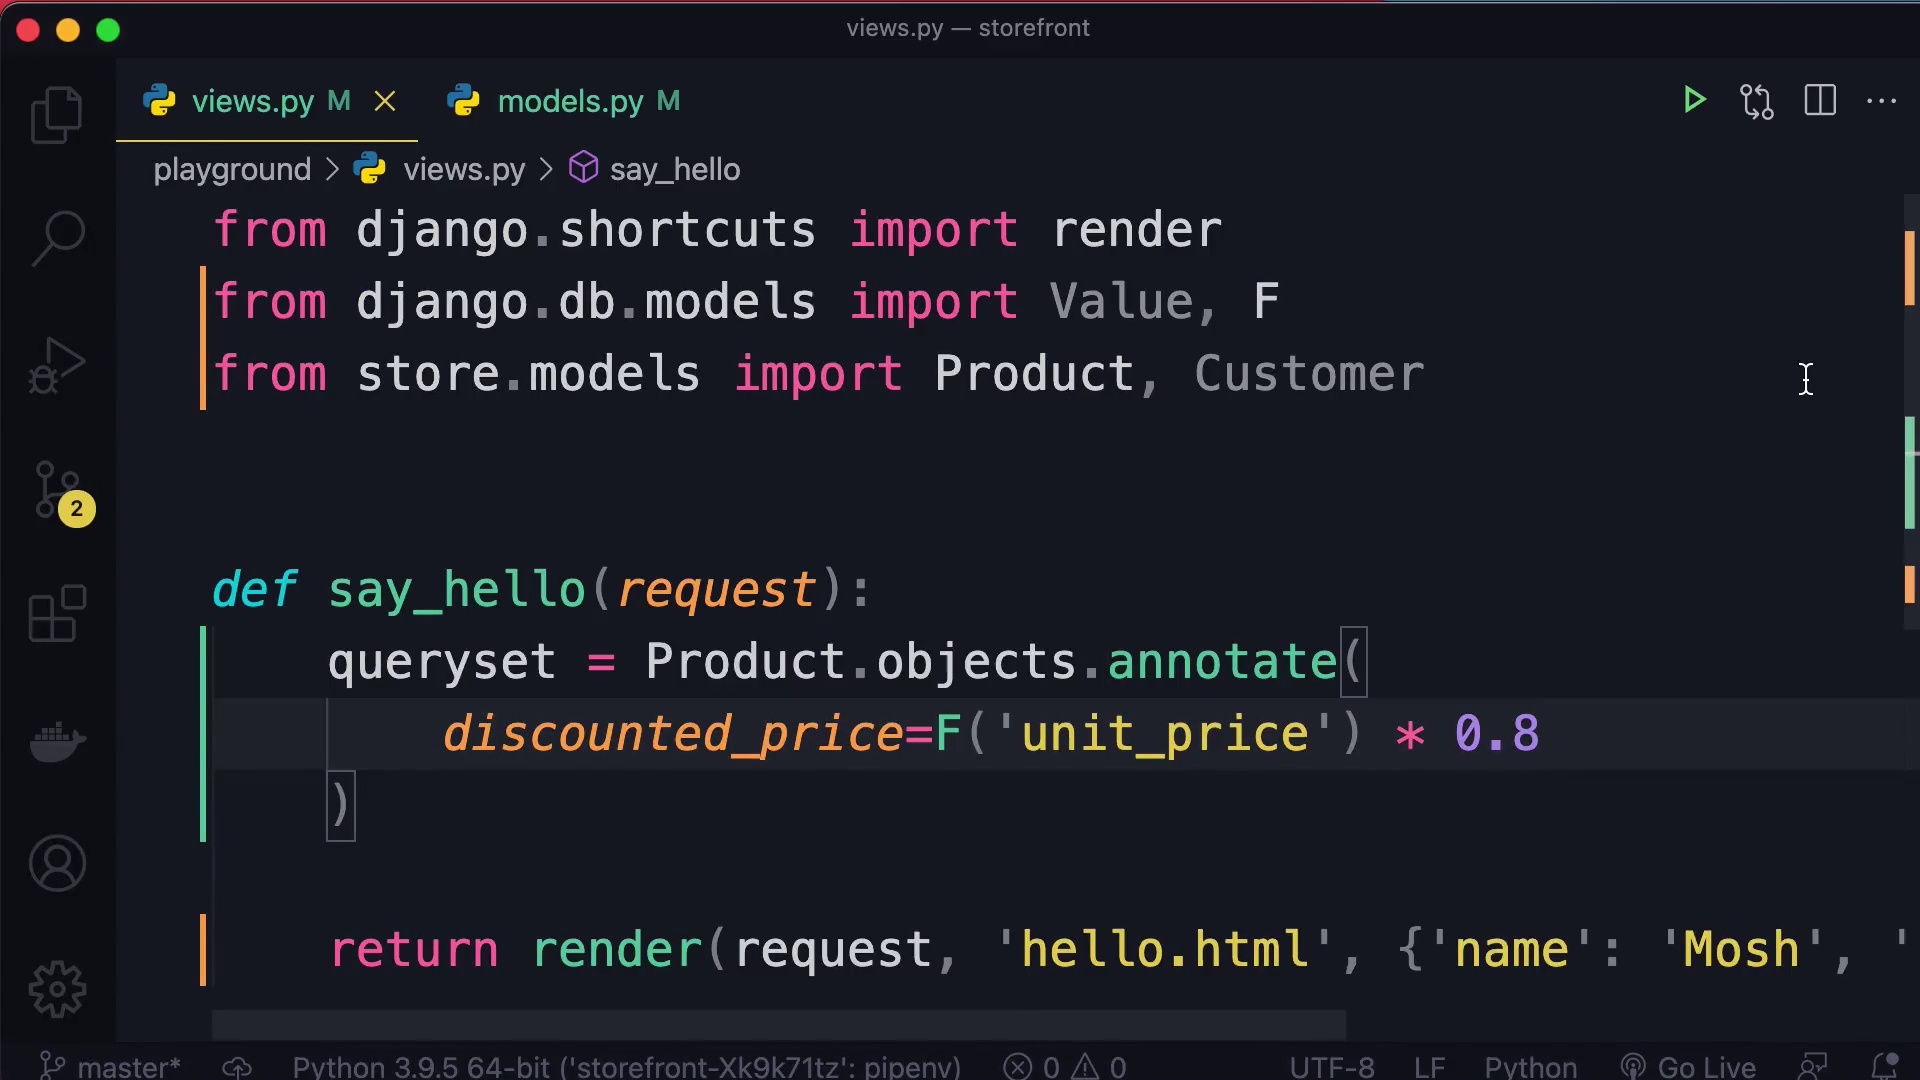 views.py — storefront
views.py M models.py M
playground > views.py > say_hello
from django.shortcuts import render
from django.db.models import Value, F
from store.models import Product, Customer
def say_hello(request):
queryset = Product.objects.annotate(
discounted_price=F('unit_price') * 0.8
)
return render(request, 'hello.html', {'name': 'Mosh', '
2
master* Python 3.9.5 64-bit ('storefront-Xk9k71tz': pipenv) 0 0 UTF-8 LF Python Go Live